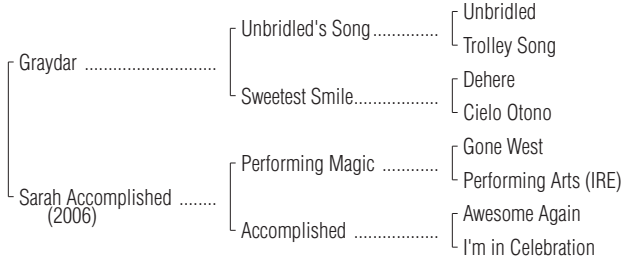 Unbridled
Unbridled's Song..............
Trolley Song
Graydar ............................
Dehere
Sweetest Smile..................
Cielo Otono
Gone West
Performing Magic ............
Performing Arts (IRE)
Sarah Accomplished ........
(2006)
Awesome Again
Accomplished ..................
I'm in Celebration